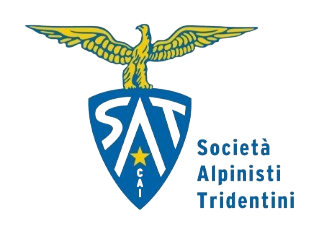 SAT
CAI
Società
Alpinisti
Tridentini